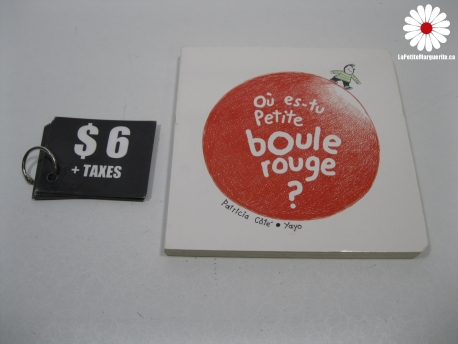 LaPetiteMarguerite.ca
$ 6
+ TAXES
Où es-tu
Petite
boule
rouge
?
Patricia Côté • Yayo